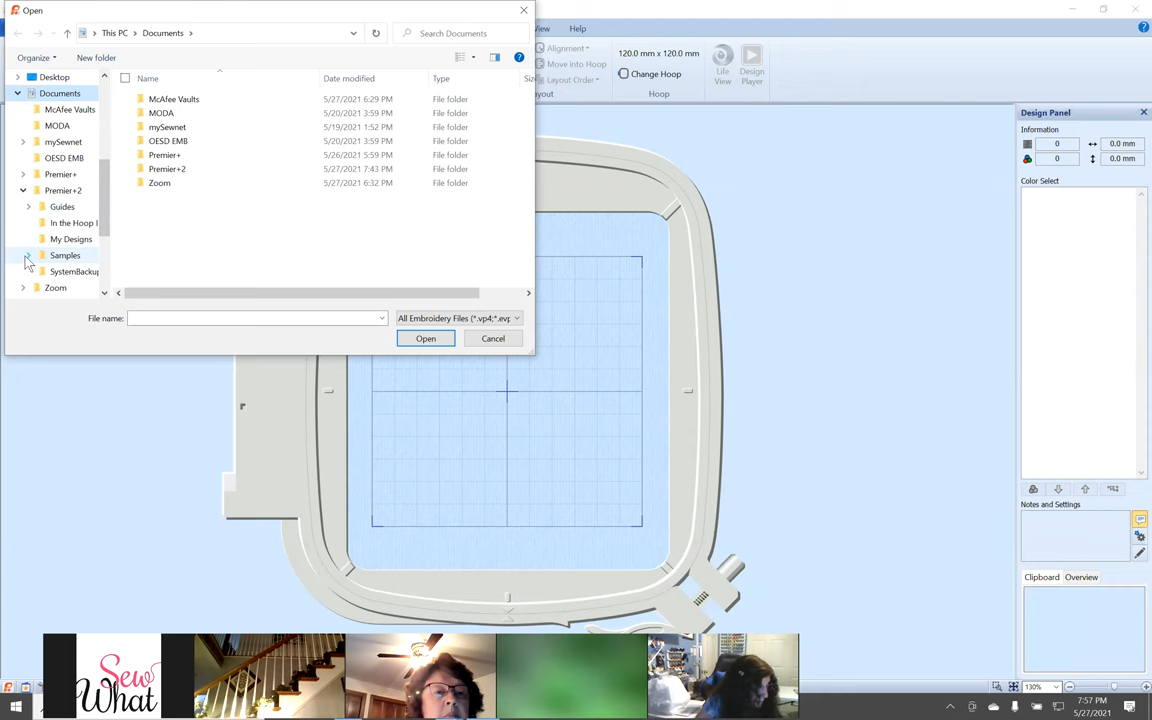 Open
This PC > Documents >
Search Documents
View
Help
Organize
New folder
Alignment
Move into Hoop
Layout Order
Layout
120.0 mm x 120.0 mm
Change Hoop
Hoop
Life View
Design Player
Name
Date modified
Type
Desktop
Documents
McAfee Vaults
MODA
mySewnet
OESD EMB
Premier+
Premier+2
Guides
In the Hoop
My Designs
Samples
SystemBackup
Zoom
McAfee Vaults 5/27/2021 6:29 PM File folder
MODA 5/20/2021 3:59 PM File folder
mySewnet 5/19/2021 1:52 PM File folder
OESD EMB 5/20/2021 3:59 PM File folder
Premier+ 5/26/2021 5:59 PM File folder
Premier+2 5/27/2021 7:43 PM File folder
Zoom 5/27/2021 6:32 PM File folder
File name:
All Embroidery Files (*.vp4;*.evp
Open
Cancel
Design Panel
Information
0
0.0 mm
0
0.0 mm
Color Select
Notes and Settings
Clipboard
Overview
Sew
What
130%
7:57 PM
5/27/2021